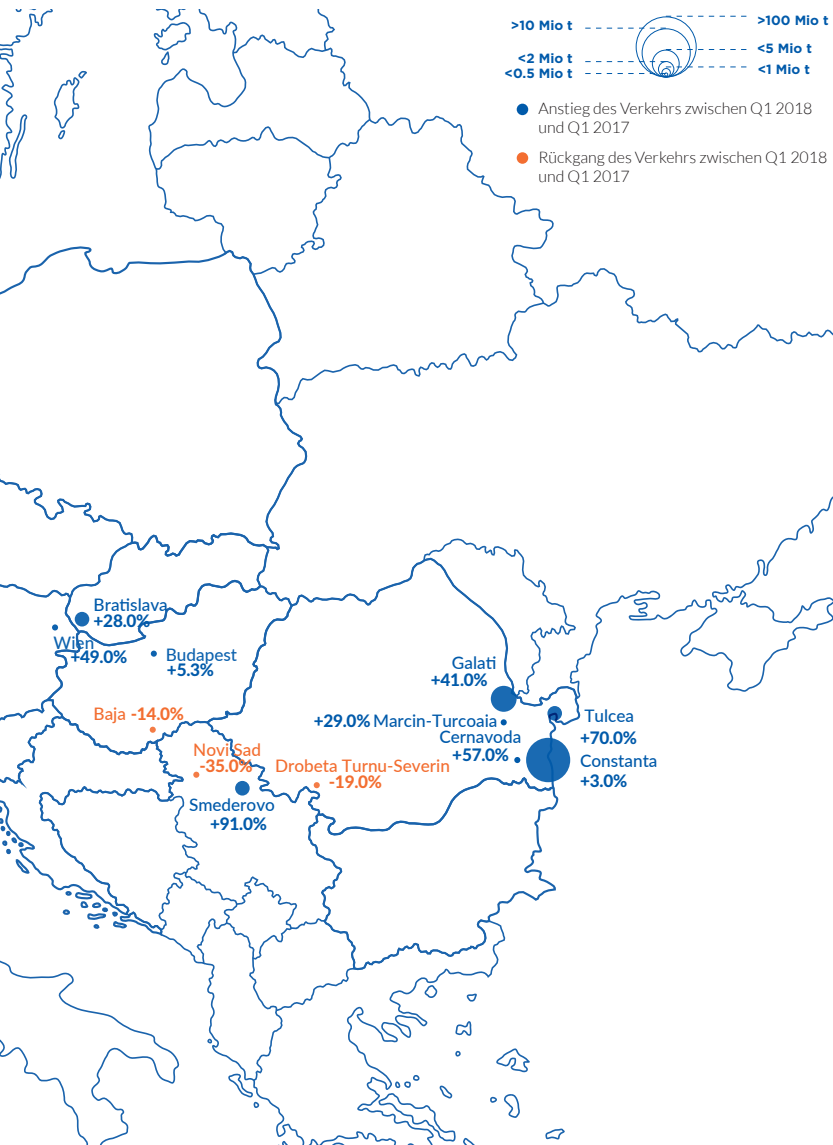 >10 Mio t
>100 Mio t
<5 Mio t
<2 Mio t
<1 Mio t
<0.5 Mio t
Anstieg des Verkehrs zwischen Q1 2018
und Q1 2017
Rückgang des Verkehrs zwischen Q1 2018
und Q1 2017
Bratislava
+28.0%
Wien
+49.0%
Budapest
+5.3%
Baja -14.0%
Novi Sad
-35.0%
Drobeta Turnu-Severin
-19.0%
Smederovo
+91.0%
Galati
+41.0%
+29.0% Marcin-Turcoaia
Cernavoda
+57.0%
Tulcea
+70.0%
Constanta
+3.0%